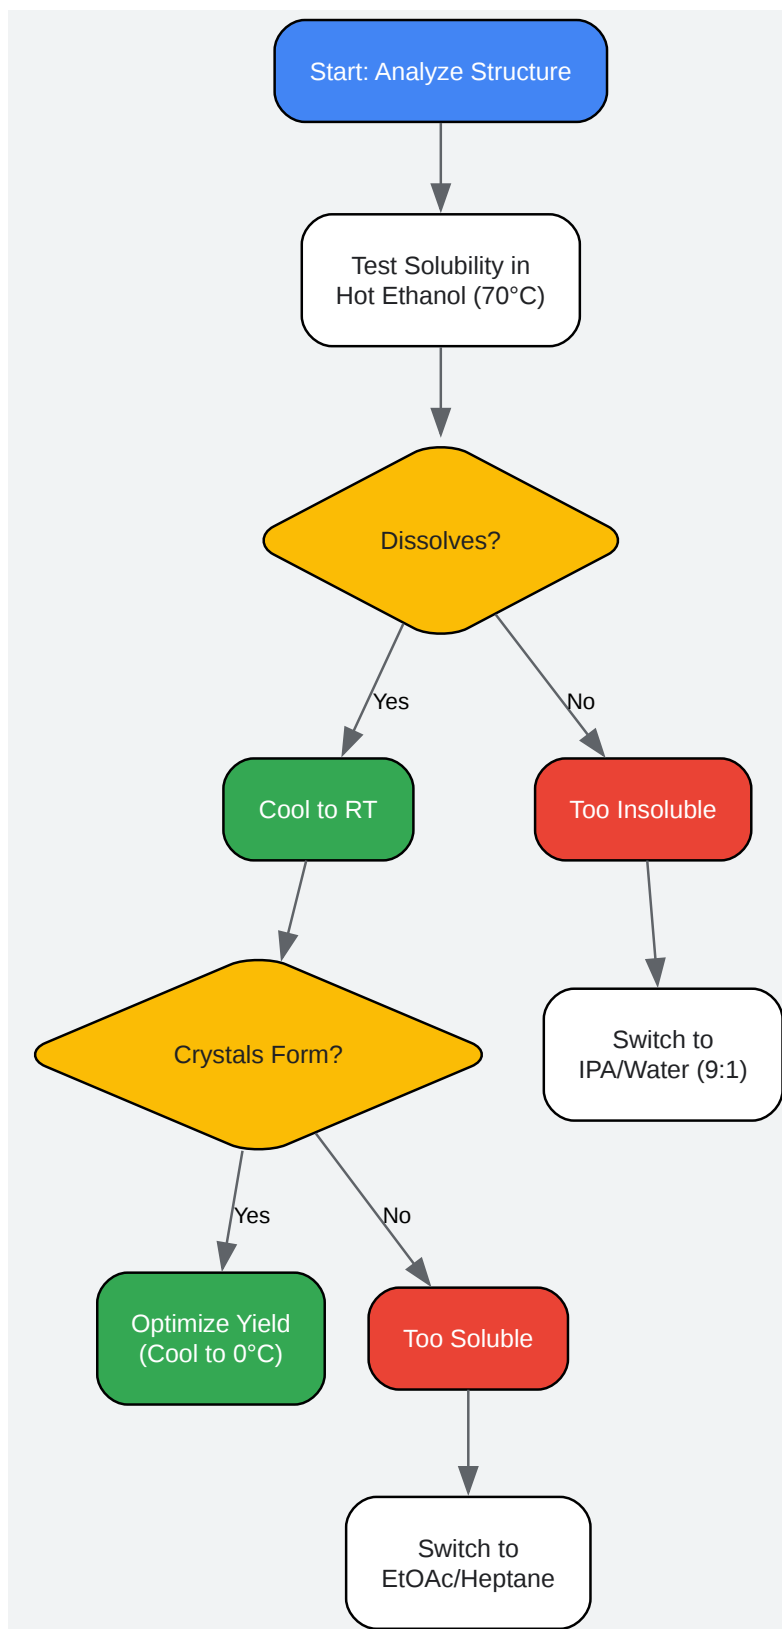 Start: Analyze Structure
Test Solubility in
Hot Ethanol (70°C)
Dissolves?
Yes
No
Cool to RT
Too Insoluble
Switch to
IPA/Water (9:1)
Crystals Form?
Yes
No
Optimize Yield
(Cool to 0°C)
Too Soluble
Switch to
EtOAc/Heptane